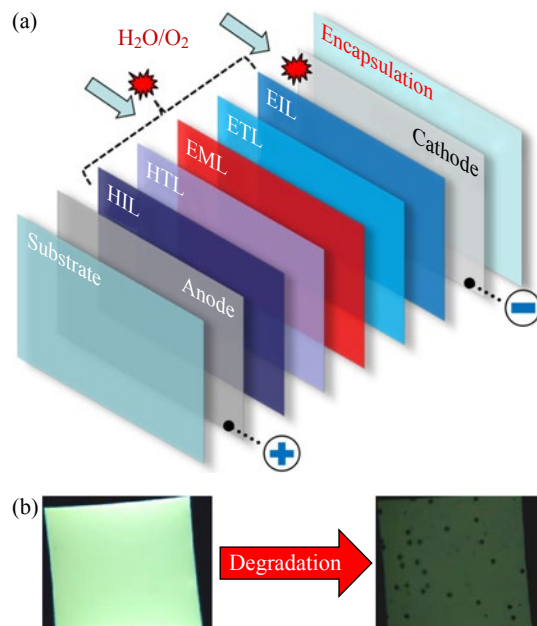 (a)
H₂O/O₂
Encapsulation
Cathode
EIL
ETL
EML
HTL
HIL
Anode
Substrate
−
+
(b)
Degradation